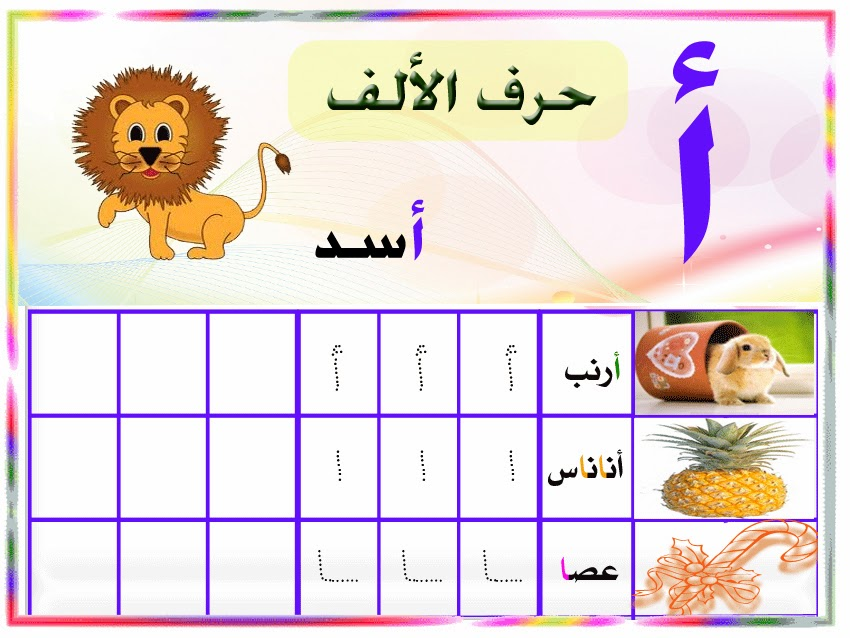 أ
حرف الألف
أسد
أرنب أ أ أ
أناناس ا ا ا
عصا ـا ـا ـا